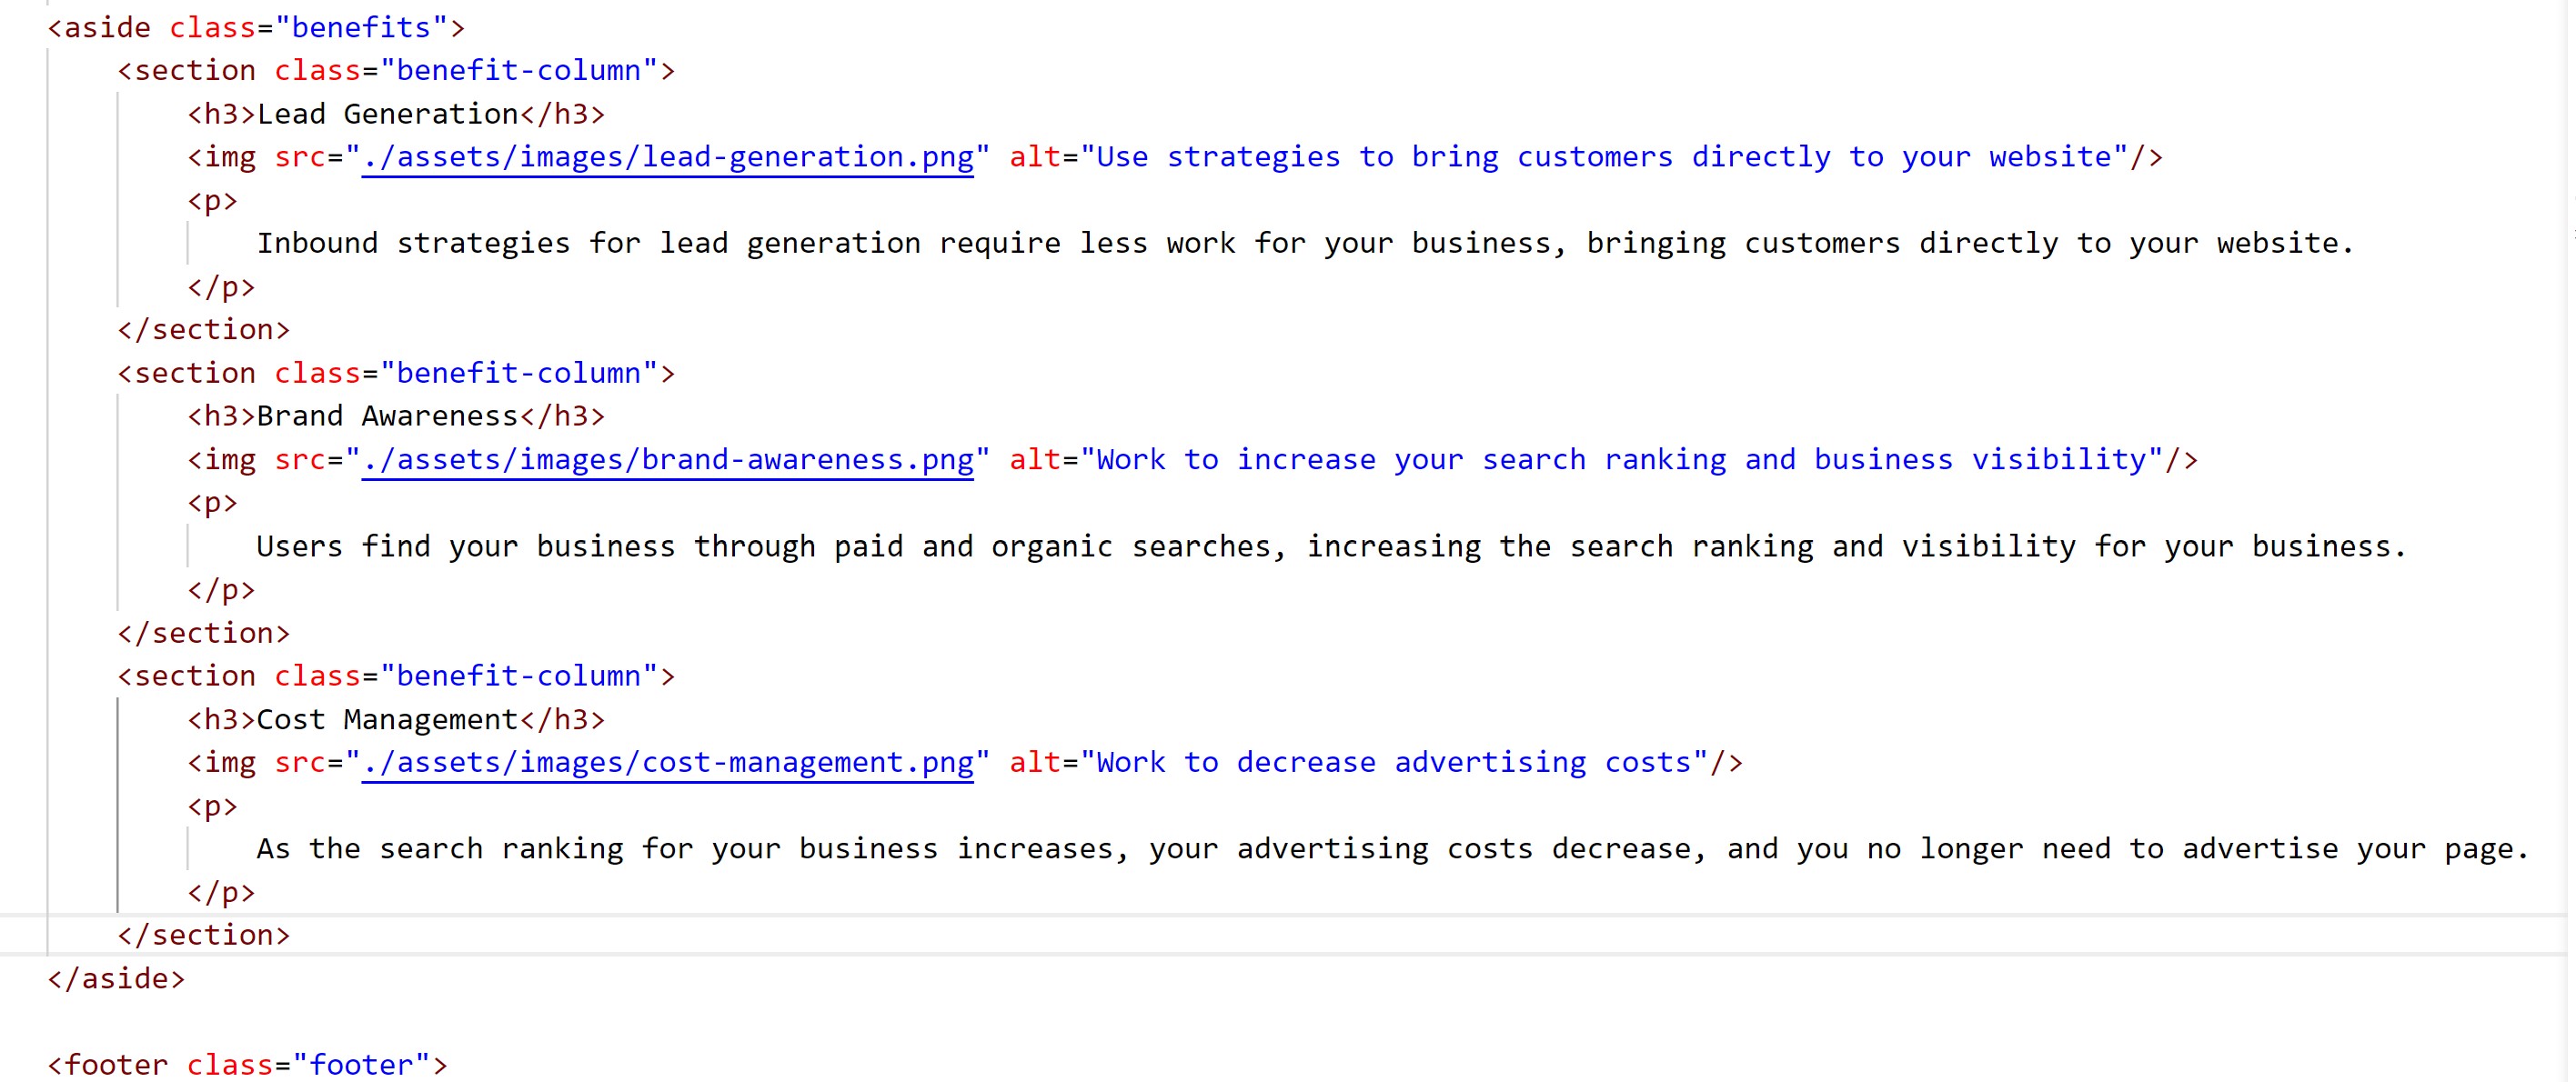 <aside class="benefits">
<section class="benefit-column">
<h3>Lead Generation</h3>
<img src="./assets/images/lead-generation.png" alt="Use strategies to bring customers directly to your website"/>
<p>
Inbound strategies for lead generation require less work for your business, bringing customers directly to your website.
</p>
</section>
<section class="benefit-column">
<h3>Brand Awareness</h3>
<img src="./assets/images/brand-awareness.png" alt="Work to increase your search ranking and business visibility"/>
<p>
Users find your business through paid and organic searches, increasing the search ranking and visibility for your business.
</p>
</section>
<section class="benefit-column">
<h3>Cost Management</h3>
<img src="./assets/images/cost-management.png" alt="Work to decrease advertising costs"/>
<p>
As the search ranking for your business increases, your advertising costs decrease, and you no longer need to advertise your page.
</p>
</section>
</aside>
<footer class="footer">